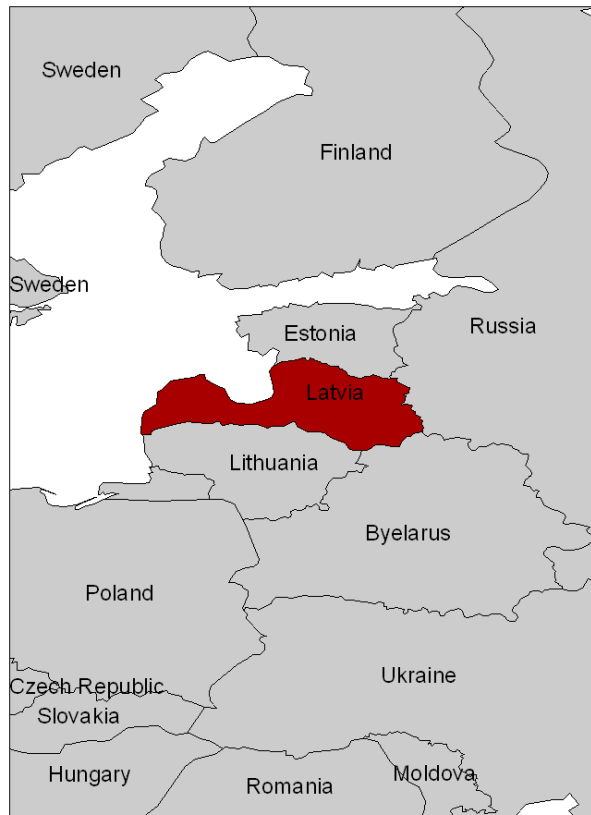 Sweden
Finland
Sweden
Russia
Estonia
Latvia
Lithuania
Byelarus
Poland
Ukraine
Czech Republic
Slovakia
Hungary
Moldova
Romania